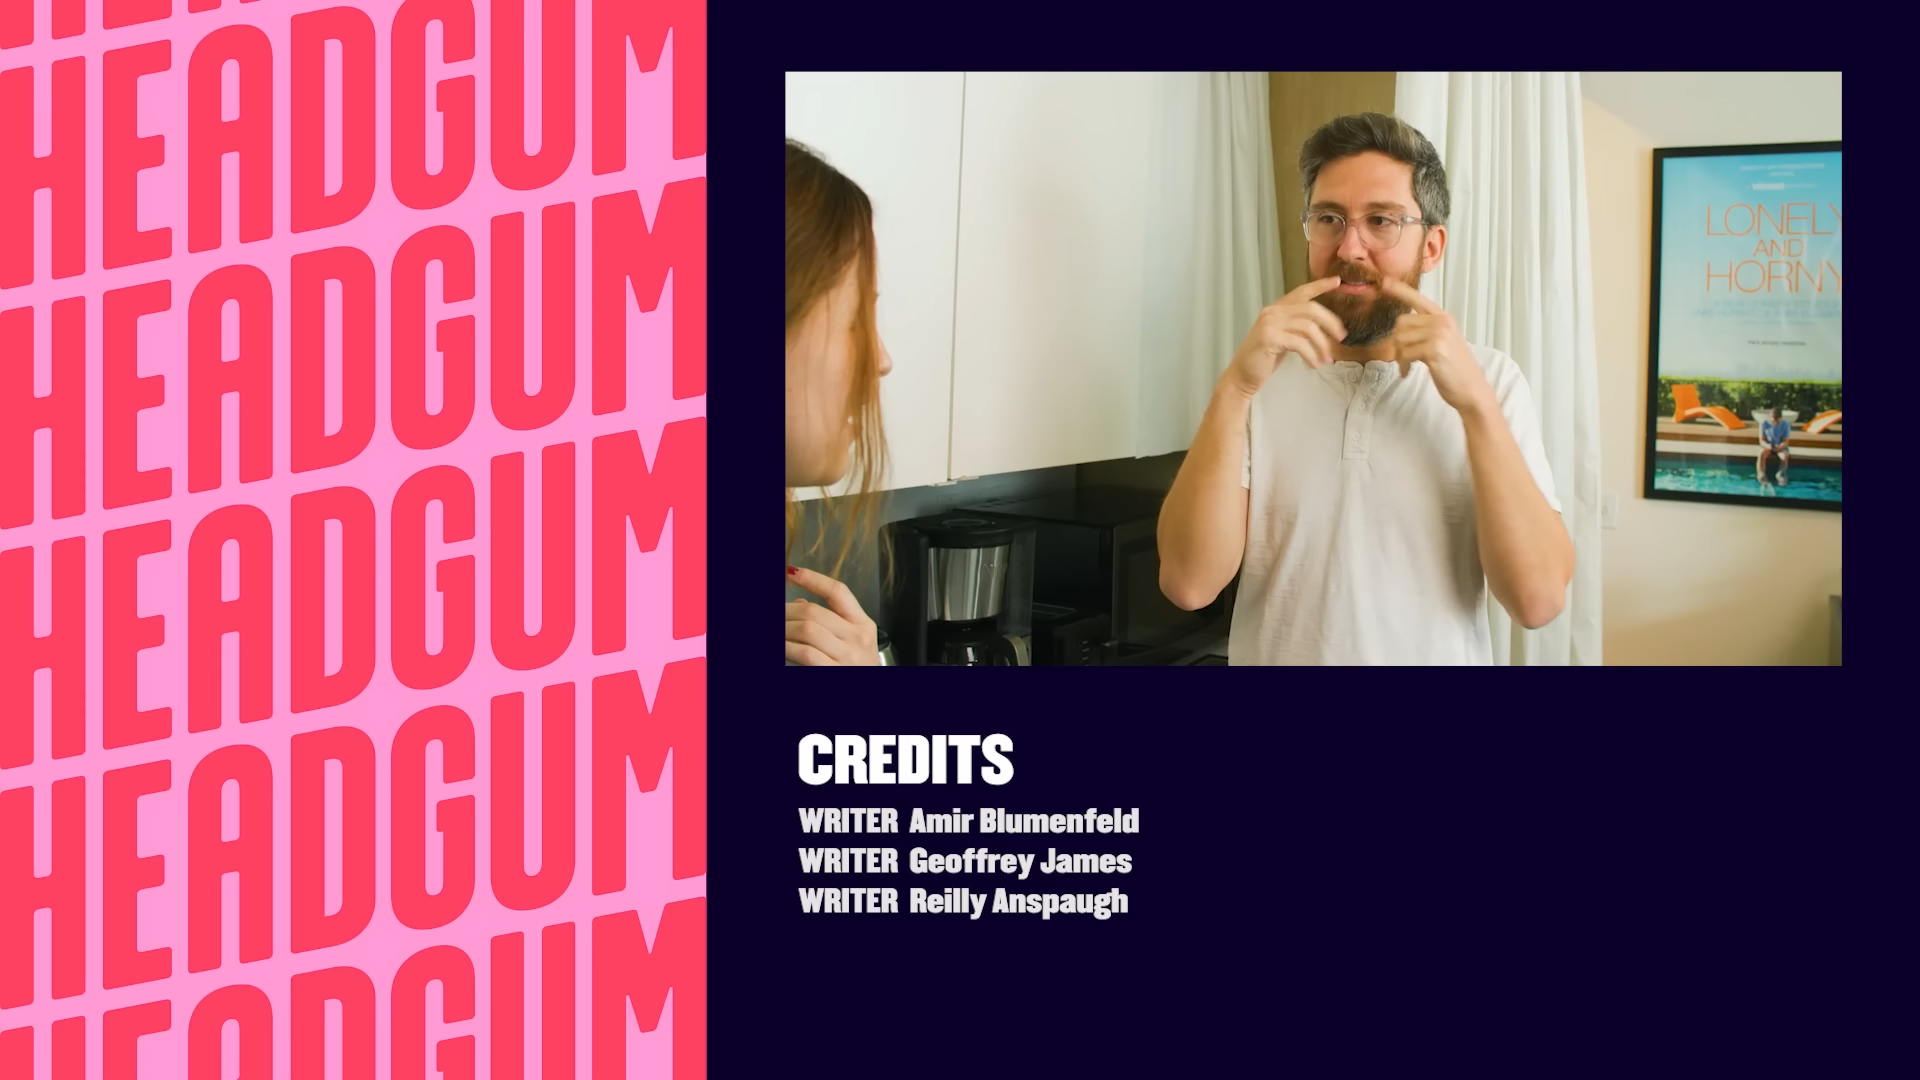 HEADGUM
HEADGUM
HEADGUM
HEADGUM
HEADGUM
LONELY
AND
HORNY
CREDITS
WRITER Amir Blumenfeld
WRITER Geoffrey James
WRITER Reilly Anspaugh